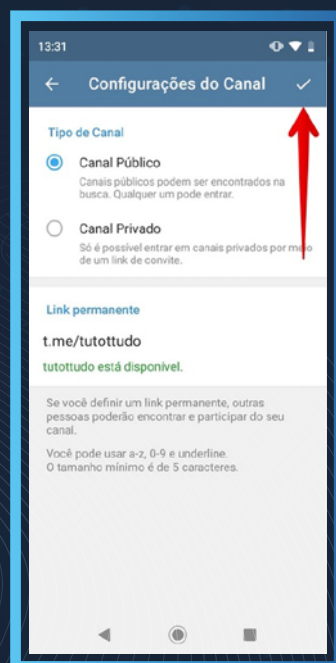 13:31
Configurações do Canal
Tipo de Canal
Canal Público
Canais públicos podem ser encontrados na
busca. Qualquer um pode entrar.
Canal Privado
Só é possível entrar em canais privados por meio
de um link de convite.
Link permanente
t.me/tutottudo
tutottudo está disponível.
Se você definir um link permanente, outras
pessoas poderão encontrar e participar do seu
canal.
Você pode usar a-z, 0-9 e underline.
O tamanho mínimo é de 5 caracteres.